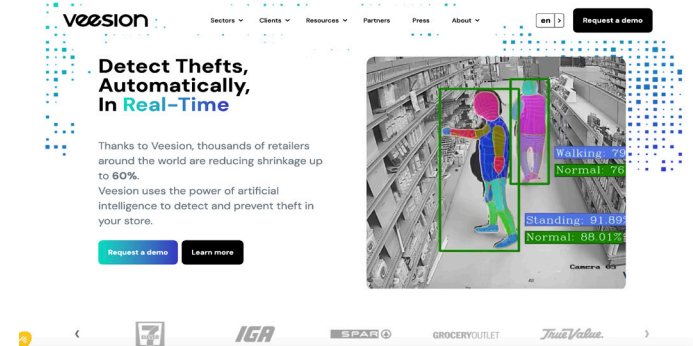 veesion
Sectors
Clients
Resources
Partners
Press
About
en
Request a demo
Detect Thefts,
Automatically,
In Real-Time
Thanks to Veesion, thousands of retailers
around the world are reducing shrinkage up
to 60%.
Veesion uses the power of artificial
intelligence to detect and prevent theft in
your store.
Request a demo
Learn more
Walking: 79
Normal: 76
Standing: 91.89%
Normal: 88.01%
Camera 03
7
IGA
SPAR
GROCERY OUTLET
True Value.